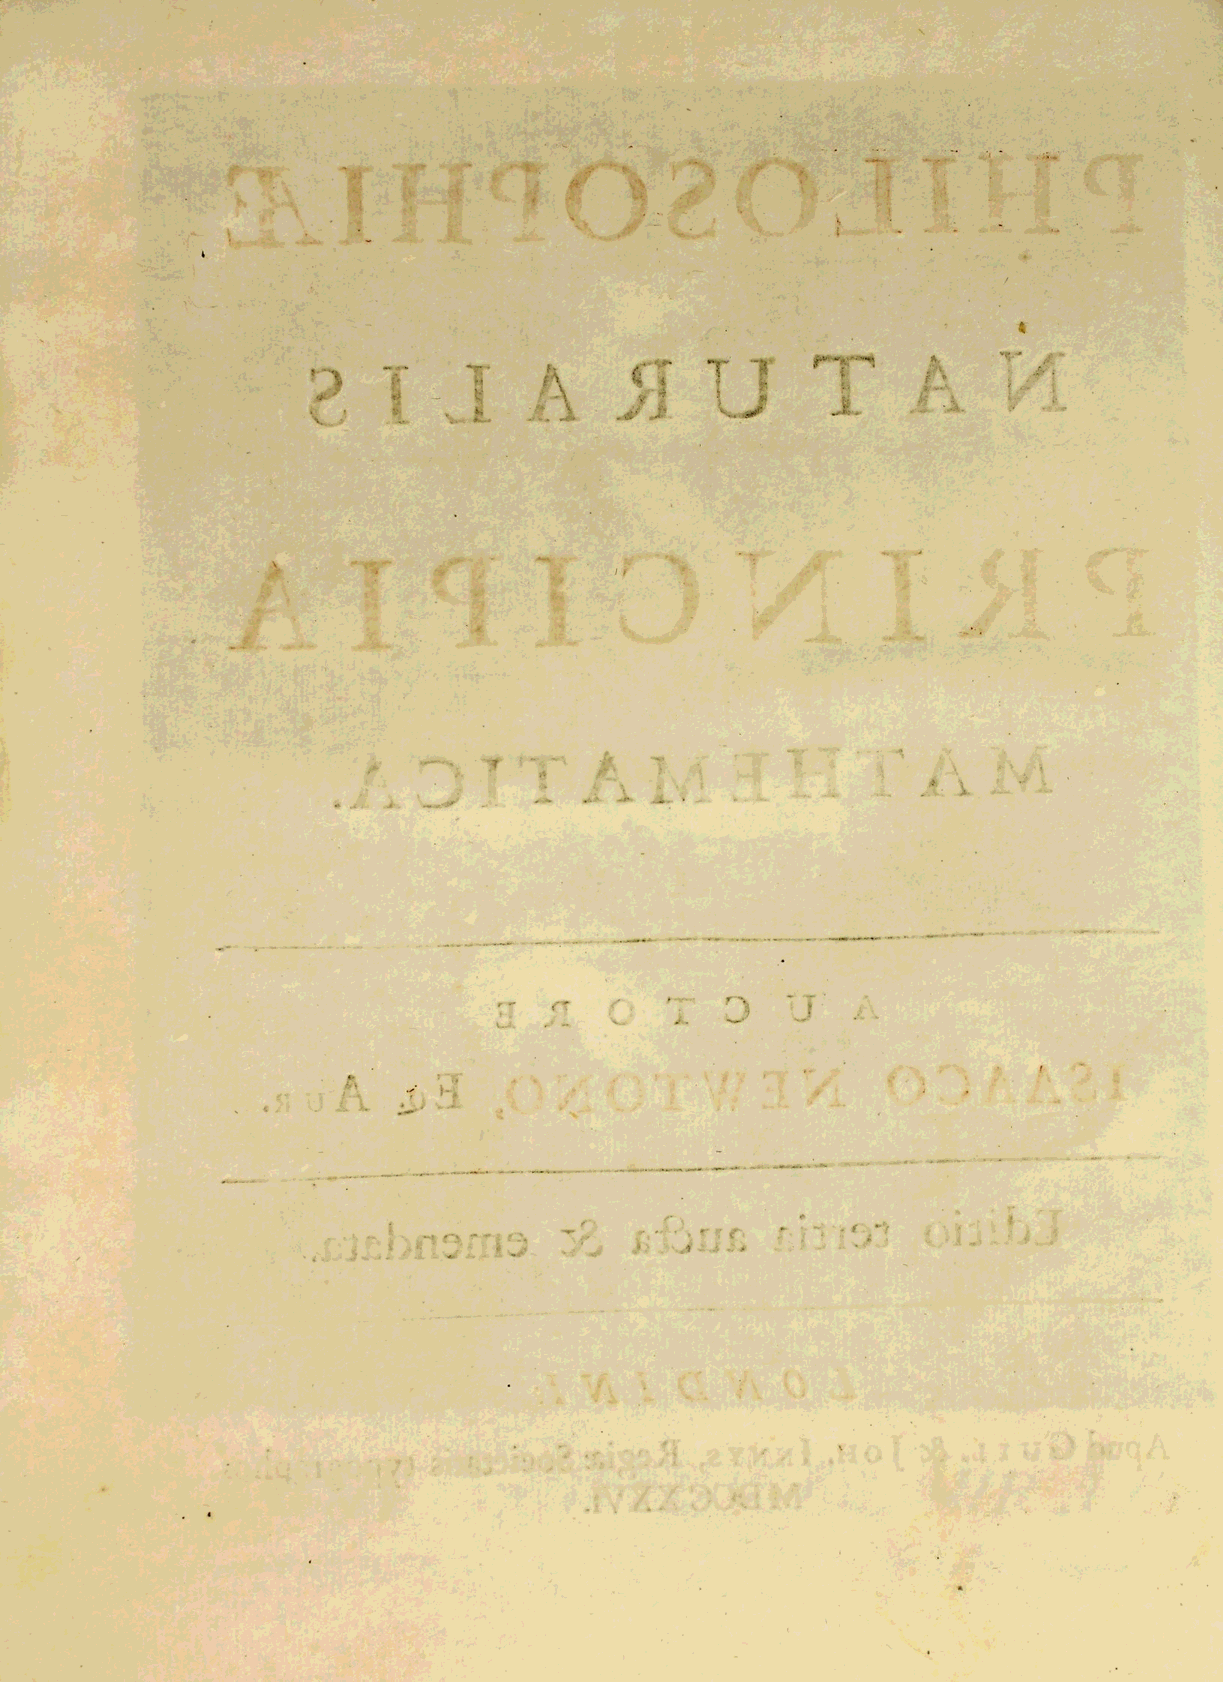 PHILOSOPHIÆ
NATURALIS
PRINCIPIA
MATHEMATICA.
AUCTORE
ISAACO NEWTONO, Eq. Aur.
Editio tertia aucta & emendata.
LONDINI:
Apud Guil. & Joh. Innys, Regiæ Societatis typographos.
MDCCXXVI.